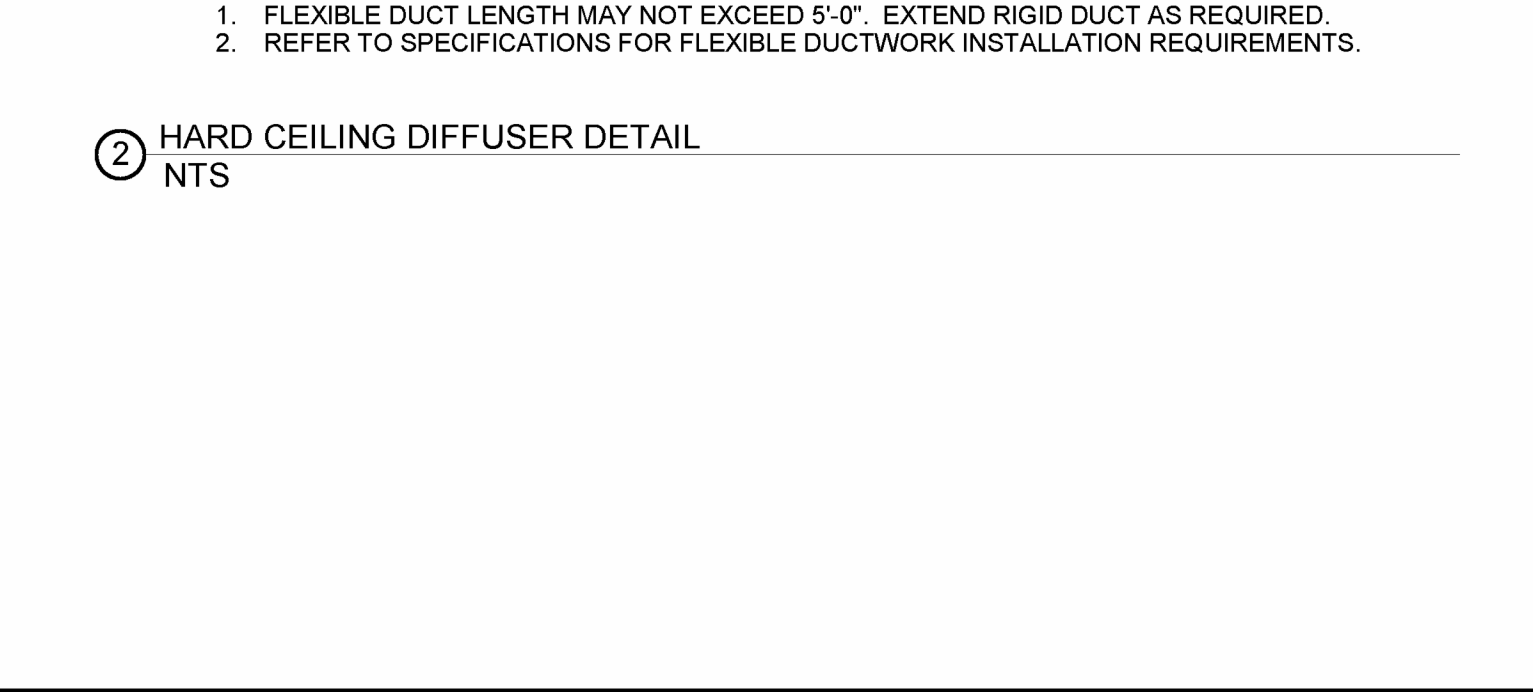 1. FLEXIBLE DUCT LENGTH MAY NOT EXCEED 5'-0". EXTEND RIGID DUCT AS REQUIRED.
2. REFER TO SPECIFICATIONS FOR FLEXIBLE DUCTWORK INSTALLATION REQUIREMENTS.
2 HARD CEILING DIFFUSER DETAIL
NTS